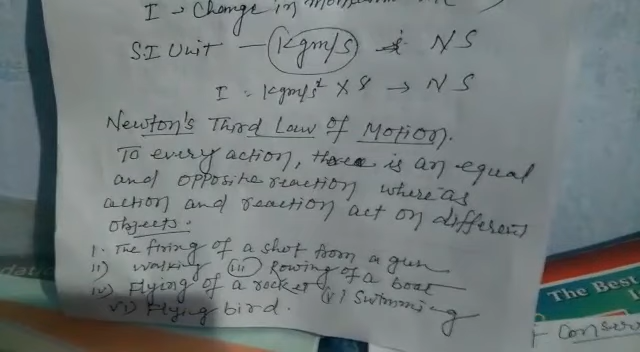 I → Change in
SI Unit — Kgm/s NS
I = Kgm/s² × s → NS
Newton's Third Law of Motion.
To every action, there is an equal
and opposite reaction whereas
action and reaction act on different
objects.
1. The firing of a shot from a gun
ii) walking (iii) Rowing of a boat
iv) Flying of a rocket (v) Swimming
vi) Flying bird.
The Best